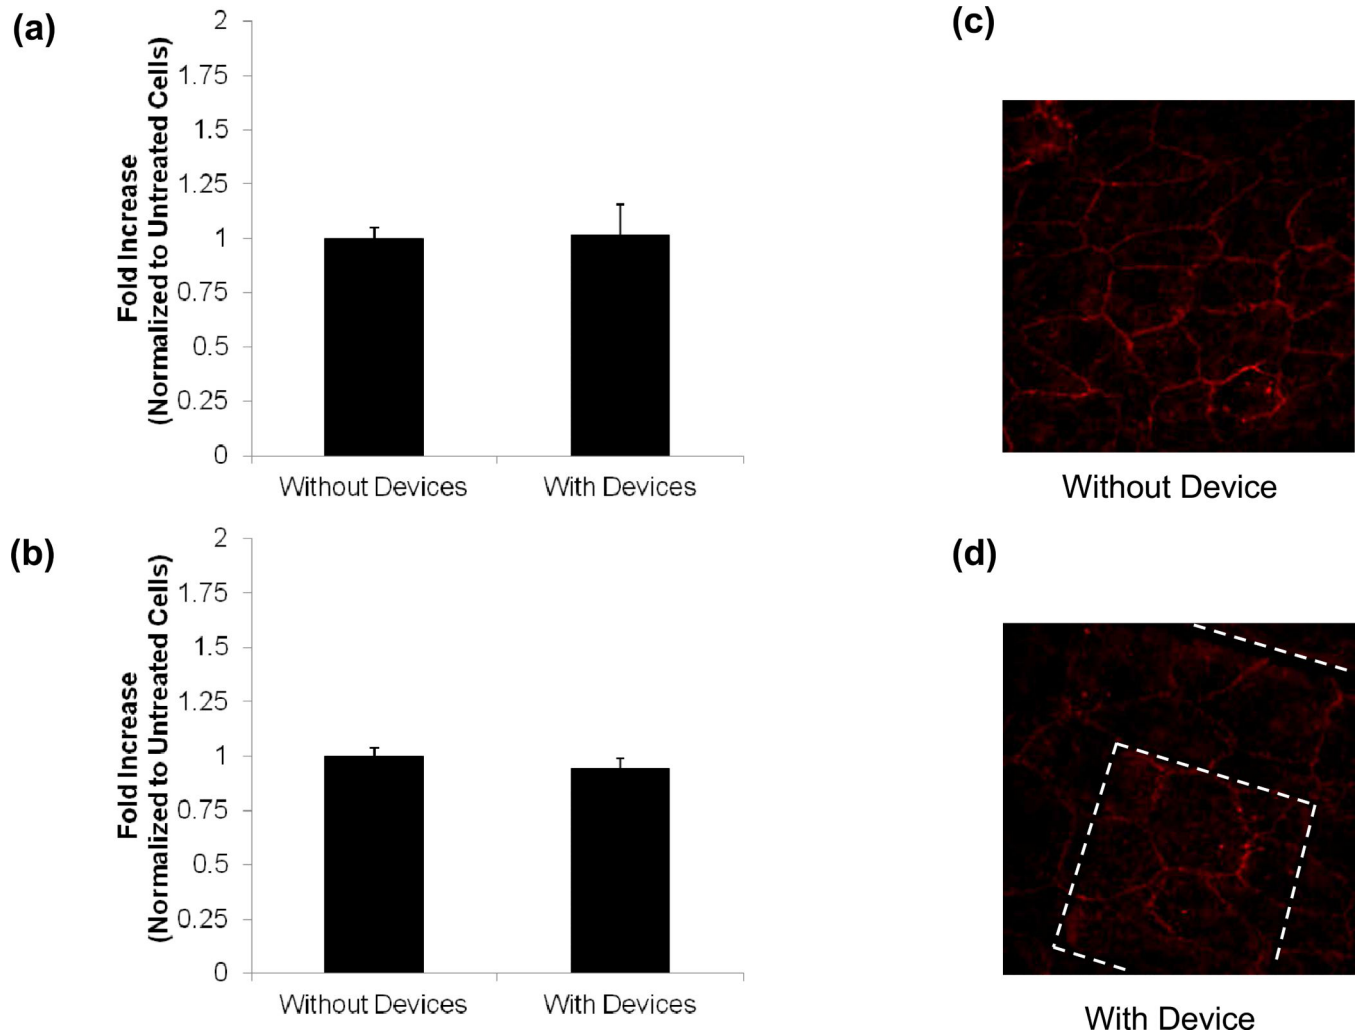 (a)
Fold Increase
(Normalized to Untreated Cells)
2
1.75
1.5
1.25
1
0.75
0.5
0.25
0
Without Devices
With Devices
(c)
Without Device
(b)
Fold Increase
(Normalized to Untreated Cells)
2
1.75
1.5
1.25
1
0.75
0.5
0.25
0
Without Devices
With Devices
(d)
With Device